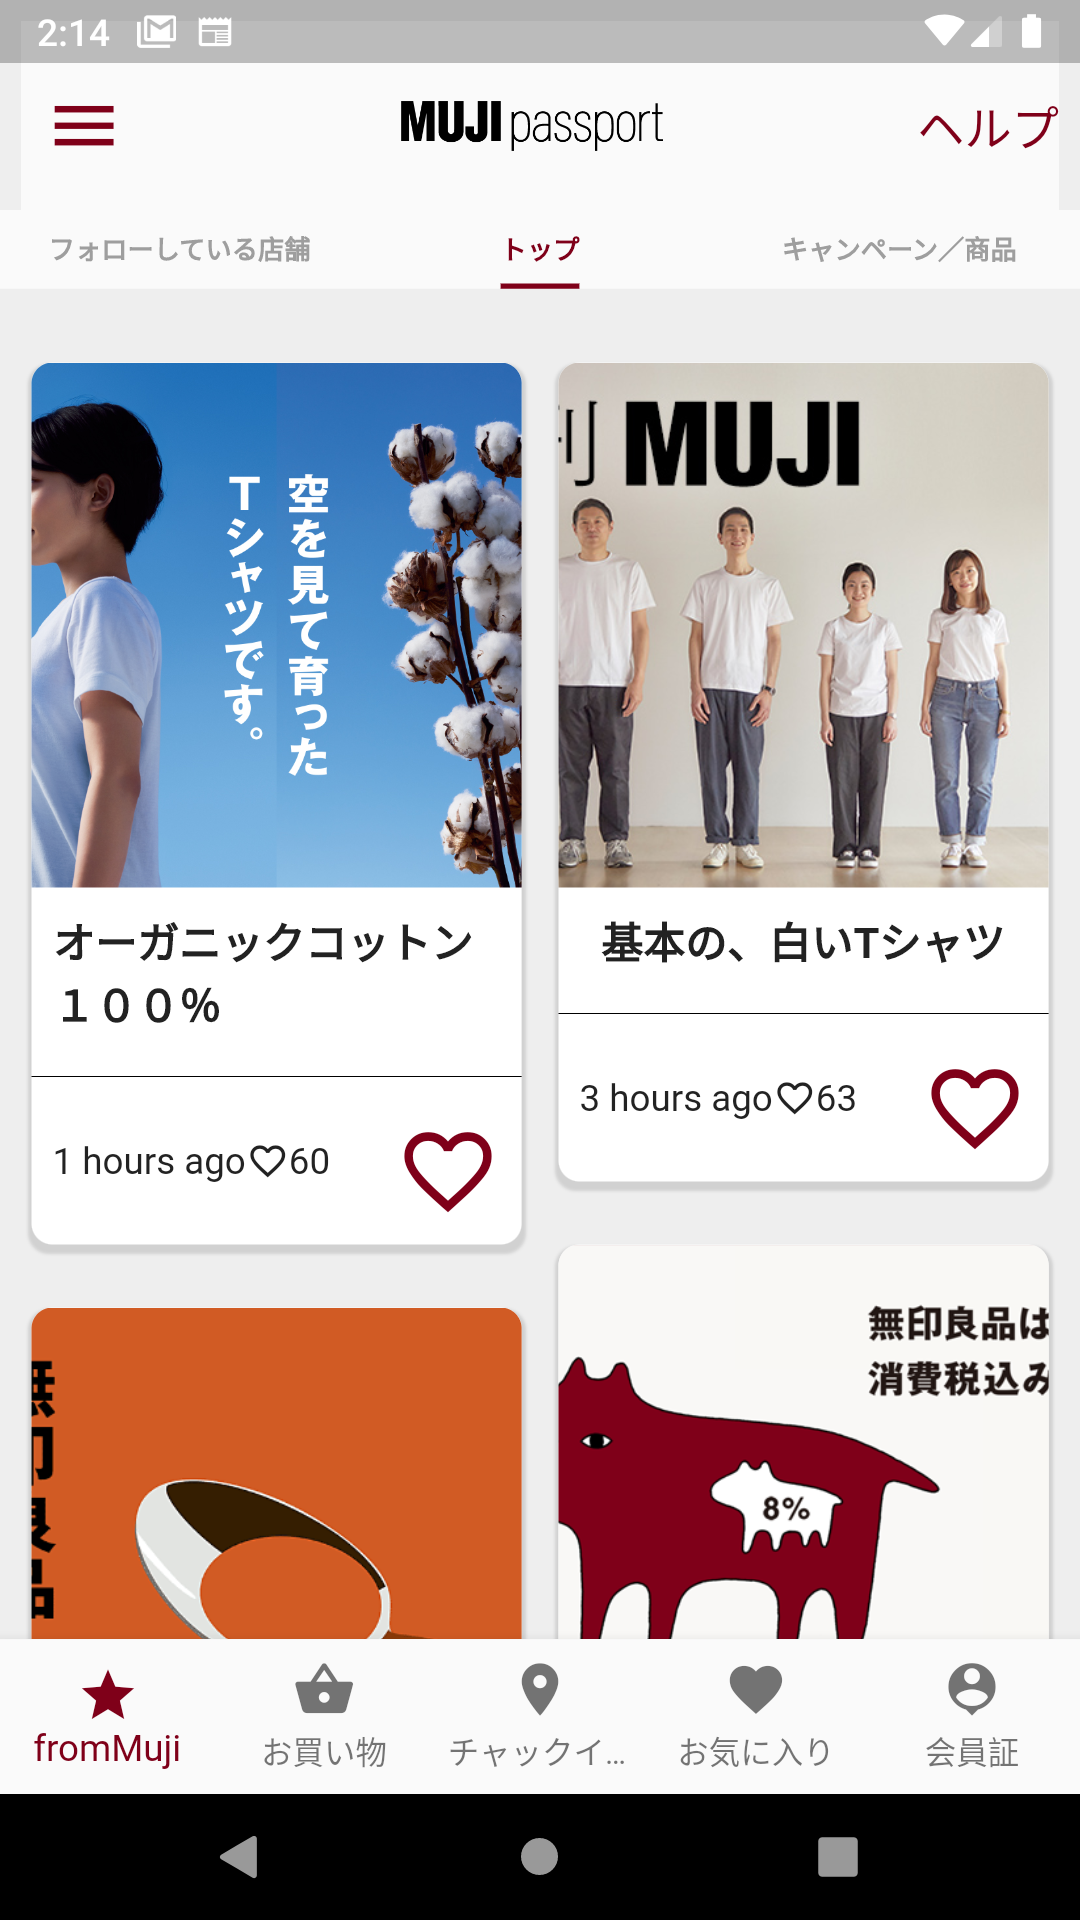 2:14
MUJI passport
ヘルプ
フォローしている店舗
トップ
キャンペーン／商品
空を見て育った
Tシャツです。
刊 MUJI
オーガニックコットン
１００％
1 hours ago♡60
基本の、白いTシャツ
3 hours ago♡63
無印良品
無印良品は
消費税込み
8%
fromMuji
お買い物
チャックイ...
お気に入り
会員証